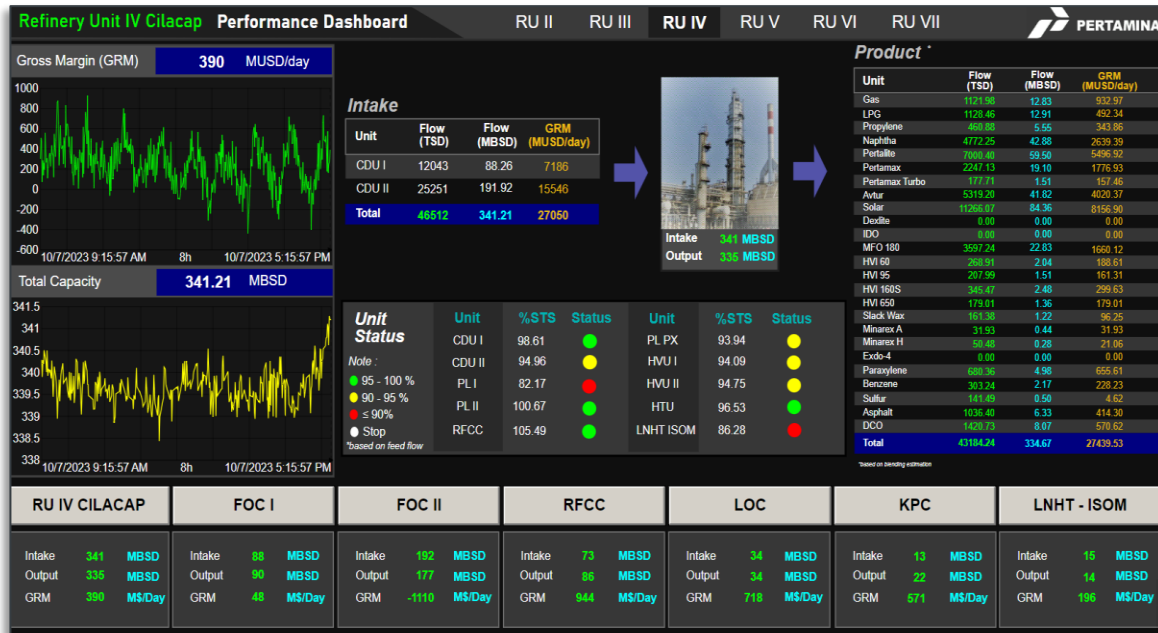 Refinery Unit IV Cilacap Performance Dashboard RU II RU III RU IV RU V RU VI RU VII PERTAMINA
Gross Margin (GRM) 390 MUSD/day
1000
800
600
400
200
0
-200
-400
-600
10/7/2023 9:15:57 AM 8h 10/7/2023 5:15:57 PM
Total Capacity 341.21 MBSD
341.5
341
340.5
340
339.5
339
338.5
338
10/7/2023 9:15:57 AM 8h 10/7/2023 5:15:57 PM
Intake
Unit Flow (TSD) Flow (MBSD) GRM (MUSD/day)
CDU I 12043 88.26 7186
CDU II 25251 191.92 15546
Total 46512 341.21 27050
Intake 341 MBSD
Output 335 MBSD
Unit Status
Note :
95 - 100 %
90 - 95 %
≤ 90%
Stop
*based on feed flow
Unit %STS Status Unit %STS Status
CDU I 98.61 PL PX 93.94
CDU II 94.96 HVU I 94.09
PL I 82.17 HVU II 94.75
PL II 100.67 HTU 96.53
RFCC 105.49 LNHT ISOM 86.28
Product *
Unit Flow (TSD) Flow (MBSD) GRM (MUSD/day)
Gas 1121.98 12.83 932.97
LPG 1128.46 12.91 492.34
Propylene 460.88 5.55 343.86
Naphtha 4772.25 42.88 2639.39
Pertalite 7000.40 59.50 5496.92
Pertamax 2247.13 19.10 1776.93
Pertamax Turbo 177.71 1.51 157.46
Avtur 5319.20 41.82 4020.37
Solar 11266.07 84.36 8156.90
Dexlite 0.00 0.00 0.00
IDO 0.00 0.00 0.00
MFO 180 3597.24 22.83 1660.12
HVI 60 268.91 2.04 188.61
HVI 95 207.99 1.51 161.31
HVI 160S 345.47 2.48 299.63
HVI 650 179.01 1.36 179.01
Slack Wax 161.38 1.22 96.25
Minarex A 31.93 0.44 31.93
Minarex H 50.48 0.28 21.06
Exdo-4 0.00 0.00 0.00
Paraxylene 680.36 4.98 655.61
Benzene 303.24 2.17 228.23
Sulfur 141.49 0.50 4.62
Asphalt 1036.40 6.33 414.30
DCO 1420.73 8.07 570.62
Total 43184.24 334.67 27439.53
*based on blending estimation
RU IV CILACAP FOC I FOC II RFCC LOC KPC LNHT - ISOM
Intake 341 MBSD Intake 88 MBSD Intake 192 MBSD Intake 73 MBSD Intake 34 MBSD Intake 13 MBSD Intake 15 MBSD
Output 335 MBSD Output 90 MBSD Output 177 MBSD Output 86 MBSD Output 34 MBSD Output 22 MBSD Output 14 MBSD
GRM 390 M$/Day GRM 48 M$/Day GRM -1110 M$/Day GRM 944 M$/Day GRM 718 M$/Day GRM 571 M$/Day GRM 196 M$/Day